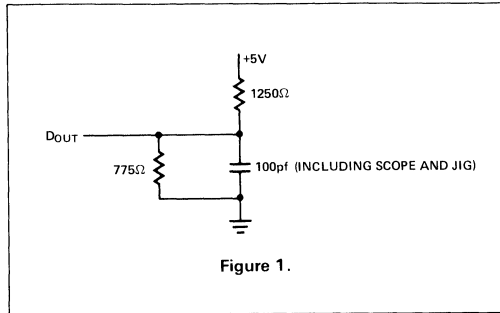 +5V
1250Ω
DOUT
775Ω
100pf (INCLUDING SCOPE AND JIG)
Figure 1.